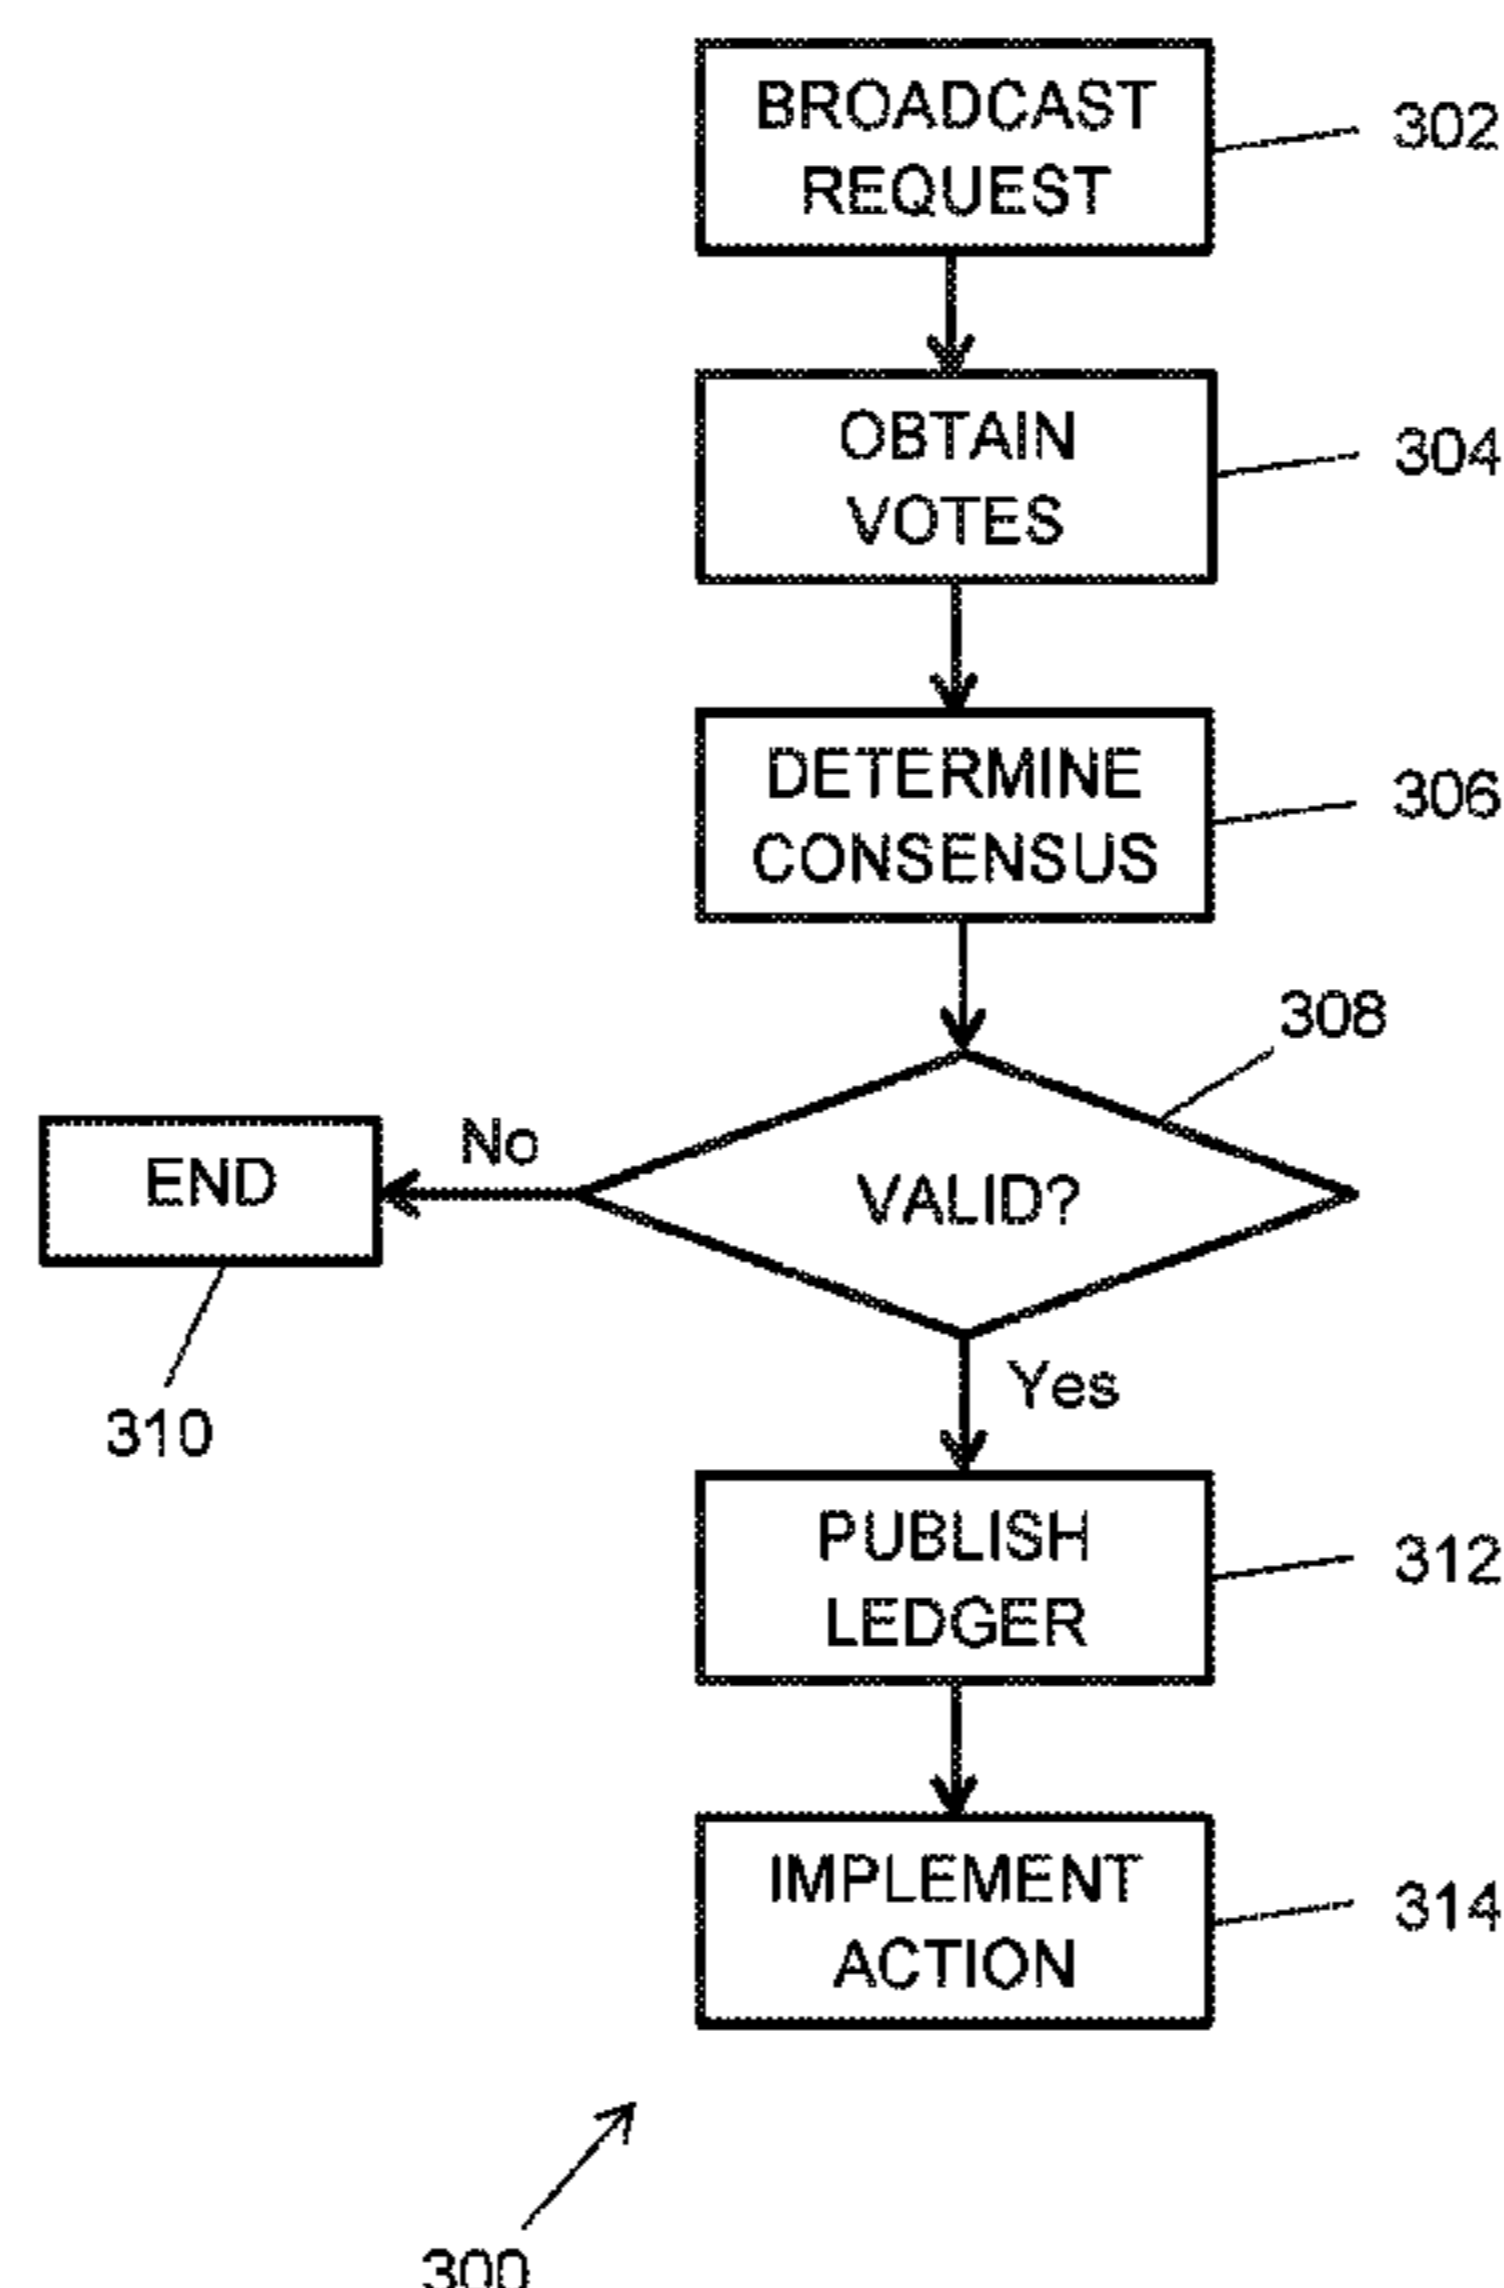 BROADCAST
REQUEST
302
OBTAIN
VOTES
304
DETERMINE
CONSENSUS
306
308
VALID?
No
END
310
Yes
PUBLISH
LEDGER
312
IMPLEMENT
ACTION
314
300